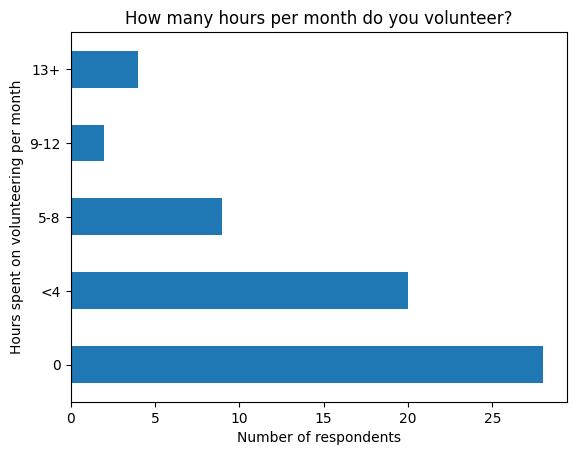 How many hours per month do you volunteer?
Hours spent on volunteering per month
13+
9-12
5-8
<4
0
0 5 10 15 20 25
Number of respondents